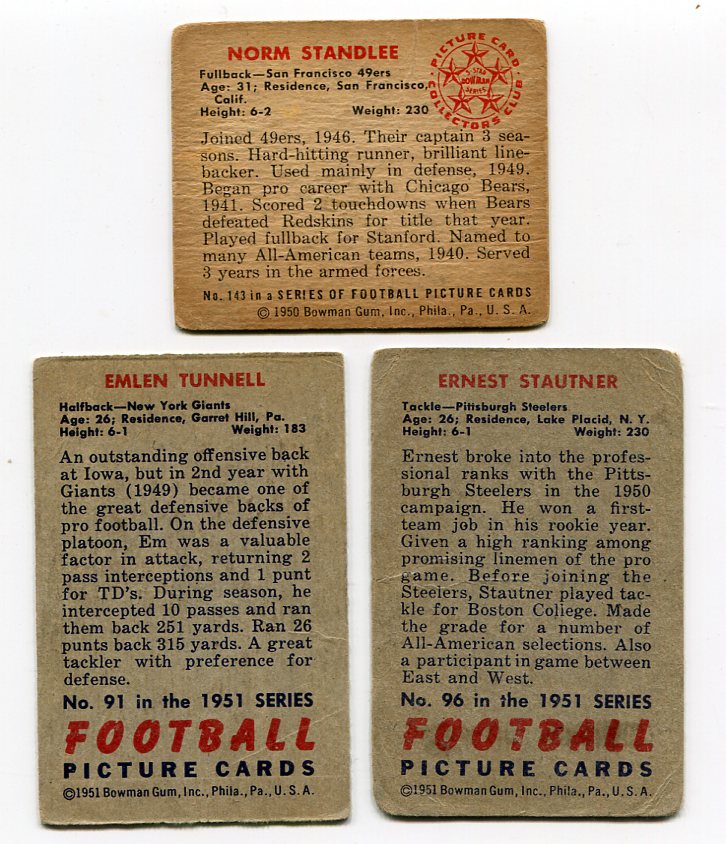 NORM STANDLEE
Fullback—San Francisco 49ers
Age: 31; Residence, San Francisco,
Calif.
Height: 6-2 Weight: 230
PICTURE CARD
COLLECTORS CLUB
5-STAR
BOWMAN
SERIES
Joined 49ers, 1946. Their captain 3 sea-
sons. Hard-hitting runner, brilliant line-
backer. Used mainly in defense, 1949.
Began pro career with Chicago Bears,
1941. Scored 2 touchdowns when Bears
defeated Redskins for title that year.
Played fullback for Stanford. Named to
many All-American teams, 1940. Served
3 years in the armed forces.
No. 143 in a SERIES OF FOOTBALL PICTURE CARDS
© 1950 Bowman Gum, Inc., Phila., Pa., U. S. A.
EMLEN TUNNELL
Halfback—New York Giants
Age: 26; Residence, Garret Hill, Pa.
Height: 6-1 Weight: 183
An outstanding offensive back
at Iowa, but in 2nd year with
Giants (1949) became one of
the great defensive backs of
pro football. On the defensive
platoon, Em was a valuable
factor in attack, returning 2
pass interceptions and 1 punt
for TD's. During season, he
intercepted 10 passes and ran
them back 251 yards. Ran 26
punts back 315 yards. A great
tackler with preference for
defense.
No. 91 in the 1951 SERIES
FOOTBALL
PICTURE CARDS
©1951 Bowman Gum, Inc., Phila., Pa., U. S. A.
ERNEST STAUTNER
Tackle—Pittsburgh Steelers
Age: 26; Residence, Lake Placid, N. Y.
Height: 6-1 Weight: 230
Ernest broke into the profes-
sional ranks with the Pitts-
burgh Steelers in the 1950
campaign. He won a first-
team job in his rookie year.
Given a high ranking among
promising linemen of the pro
game. Before joining the
Steelers, Stautner played tac-
kle for Boston College. Made
the grade for a number of
All-American selections. Also
a participant in game between
East and West.
No. 96 in the 1951 SERIES
FOOTBALL
PICTURE CARDS
©1951 Bowman Gum, Inc., Phila., Pa., U. S. A.